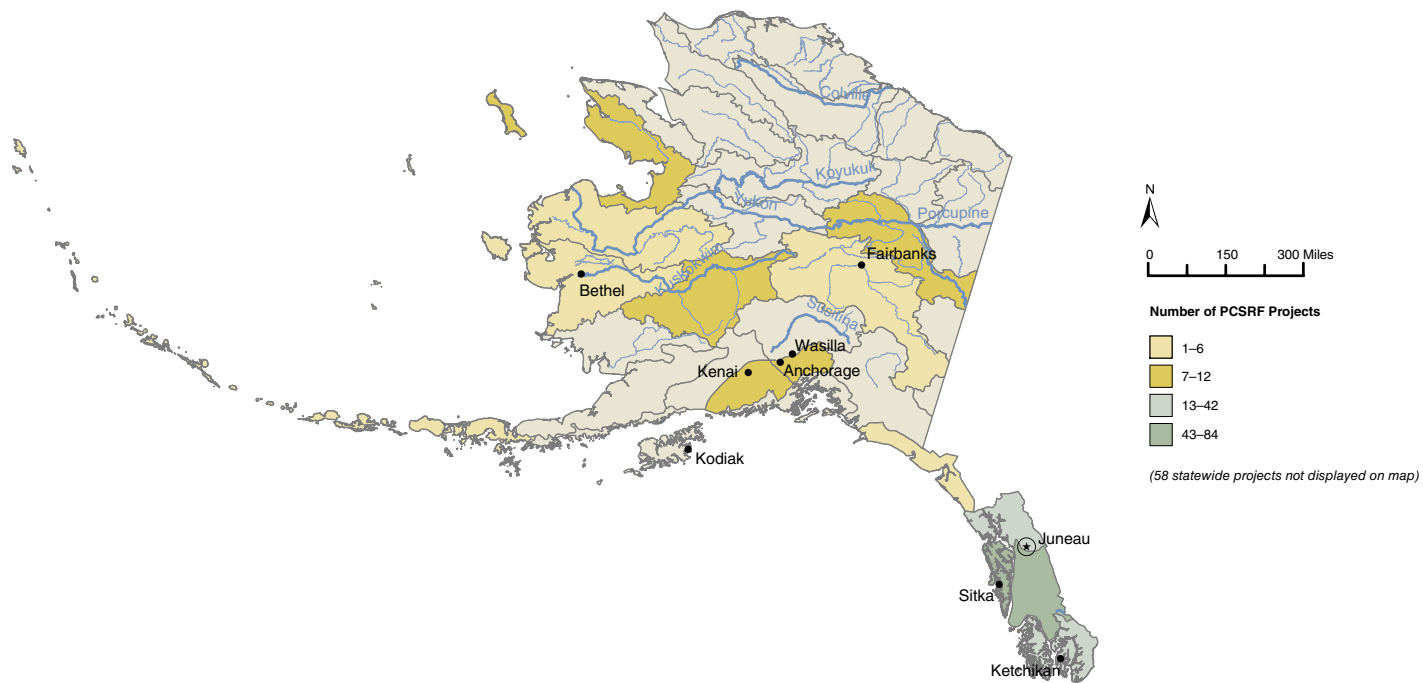 Colville
Koyukuk
Yukon
Porcupine
Fairbanks
Kuskokwim
Bethel
Susitna
Wasilla
Kenai
Anchorage
Kodiak
Juneau
Sitka
Ketchikan
N
0 150 300 Miles
Number of PCSRF Projects
1–6
7–12
13–42
43–84
(58 statewide projects not displayed on map)